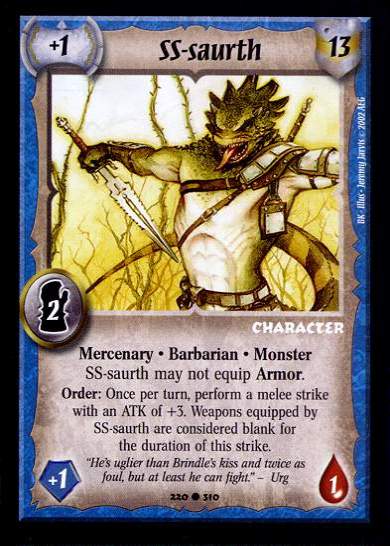 +1
SS-saurth
13
BK • Illus - Jeremy Jarvis © 2002 AEG
2
CHARACTER
Mercenary • Barbarian • Monster
SS-saurth may not equip Armor.
Order: Once per turn, perform a melee strike
with an ATK of +3. Weapons equipped by
SS-saurth are considered blank for
the duration of this strike.
"He's uglier than Brindle's kiss and twice as
foul, but at least he can fight." – Urg
+1
220 ● 310
1